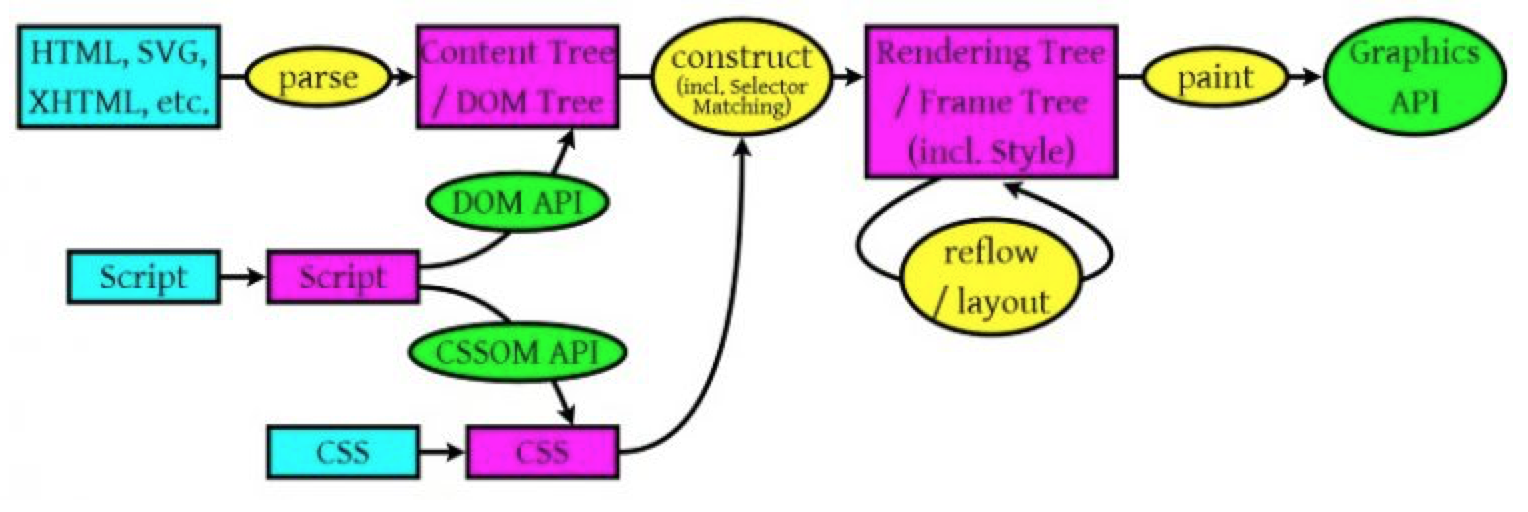 HTML, SVG,
XHTML, etc.
parse
Content Tree
/ DOM Tree
construct
(incl. Selector
Matching)
Rendering Tree
/ Frame Tree
(incl. Style)
paint
Graphics
API
DOM API
Script
Script
reflow
/ layout
CSSOM API
CSS
CSS